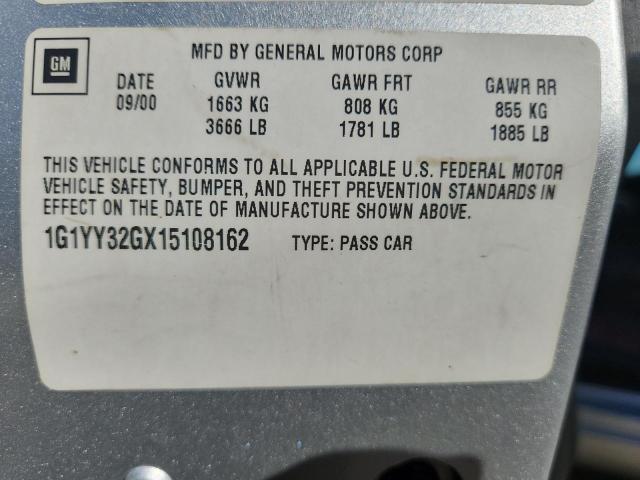 GM
MFD BY GENERAL MOTORS CORP
DATE GVWR GAWR FRT GAWR RR
09/00 1663 KG 808 KG 855 KG
3666 LB 1781 LB 1885 LB
THIS VEHICLE CONFORMS TO ALL APPLICABLE U.S. FEDERAL MOTOR
VEHICLE SAFETY, BUMPER, AND THEFT PREVENTION STANDARDS IN
EFFECT ON THE DATE OF MANUFACTURE SHOWN ABOVE.
1G1YY32GX15108162 TYPE: PASS CAR